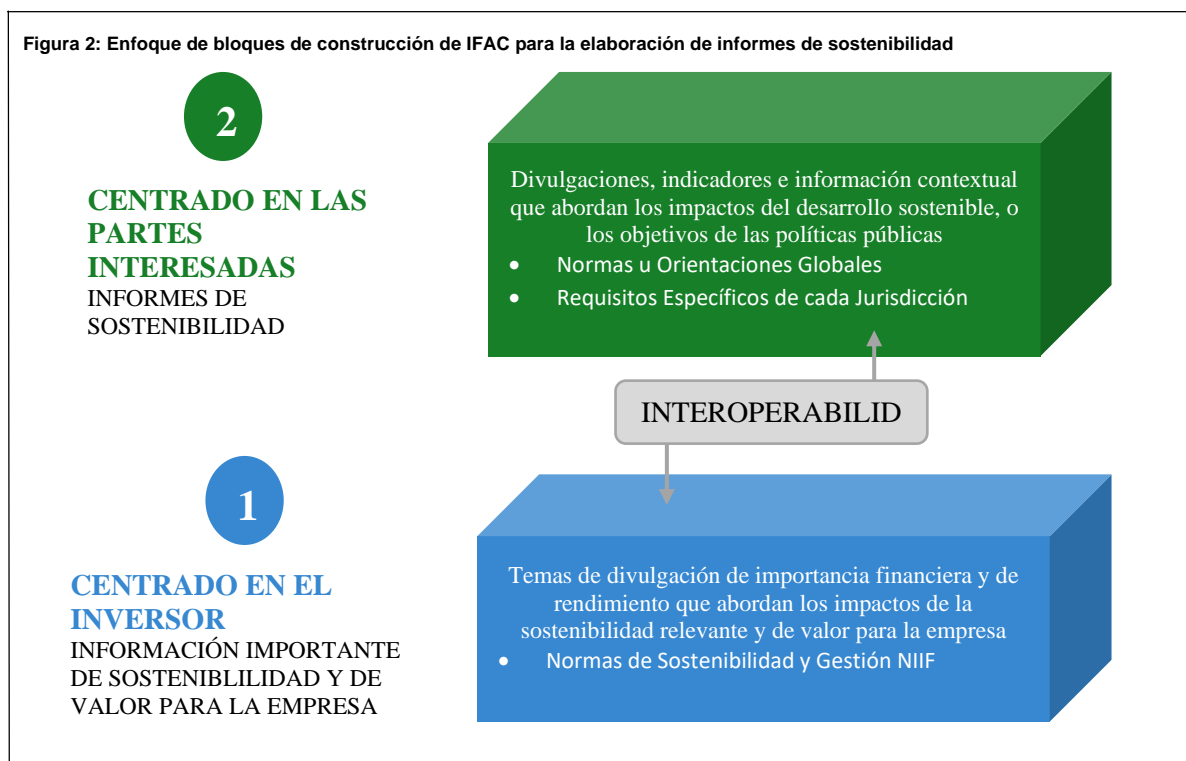 Figura 2: Enfoque de bloques de construcción de IFAC para la elaboración de informes de sostenibilidad
2
CENTRADO EN LAS
PARTES
INTERESADAS
INFORMES DE
SOSTENIBILIDAD
Divulgaciones, indicadores e información contextual
que abordan los impactos del desarrollo sostenible, o
los objetivos de las políticas públicas
• Normas u Orientaciones Globales
• Requisitos Específicos de cada Jurisdicción
INTEROPERABILID
1
CENTRADO EN EL
INVERSOR
INFORMACIÓN IMPORTANTE
DE SOSTENIBLILIDAD Y DE
VALOR PARA LA EMPRESA
Temas de divulgación de importancia financiera y de
rendimiento que abordan los impactos de la
sostenibilidad relevante y de valor para la empresa
• Normas de Sostenibilidad y Gestión NIIF